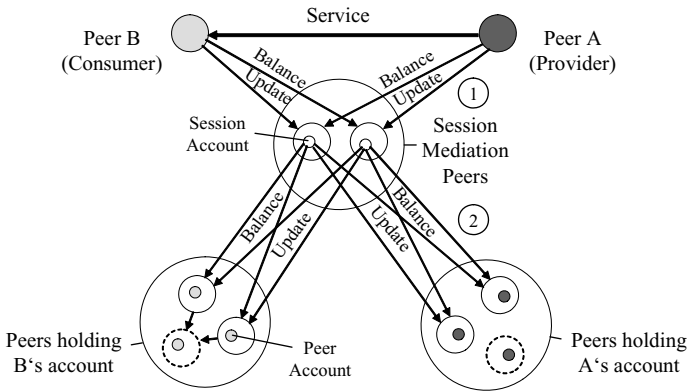 Service
Peer B
(Consumer)
Peer A
(Provider)
Balance
Update
Balance
Update
1
Session
Account
Session
Mediation
Peers
Balance
Update
Update
Balance
2
Peers holding
B‘s account
Peer
Account
Peers holding
A‘s account